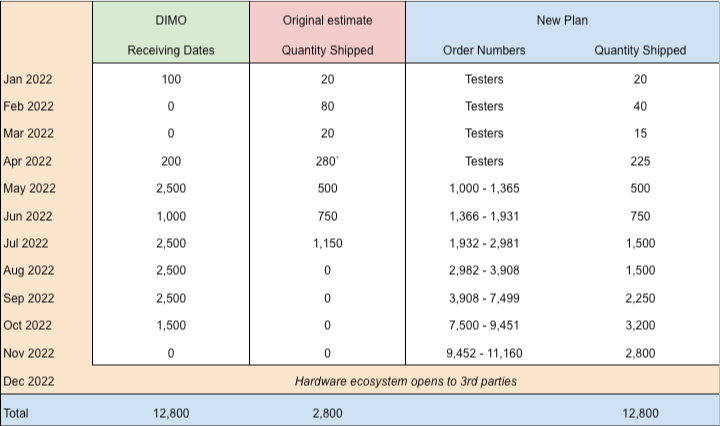 DIMO Original estimate New Plan
Receiving Dates Quantity Shipped Order Numbers Quantity Shipped
Jan 2022 100 20 Testers 20
Feb 2022 0 80 Testers 40
Mar 2022 0 20 Testers 15
Apr 2022 200 280` Testers 225
May 2022 2,500 500 1,000 - 1,365 500
Jun 2022 1,000 750 1,366 - 1,931 750
Jul 2022 2,500 1,150 1,932 - 2,981 1,500
Aug 2022 2,500 0 2,982 - 3,908 1,500
Sep 2022 2,500 0 3,908 - 7,499 2,250
Oct 2022 1,500 0 7,500 - 9,451 3,200
Nov 2022 0 0 9,452 - 11,160 2,800
Dec 2022 Hardware ecosystem opens to 3rd parties
Total 12,800 2,800 12,800